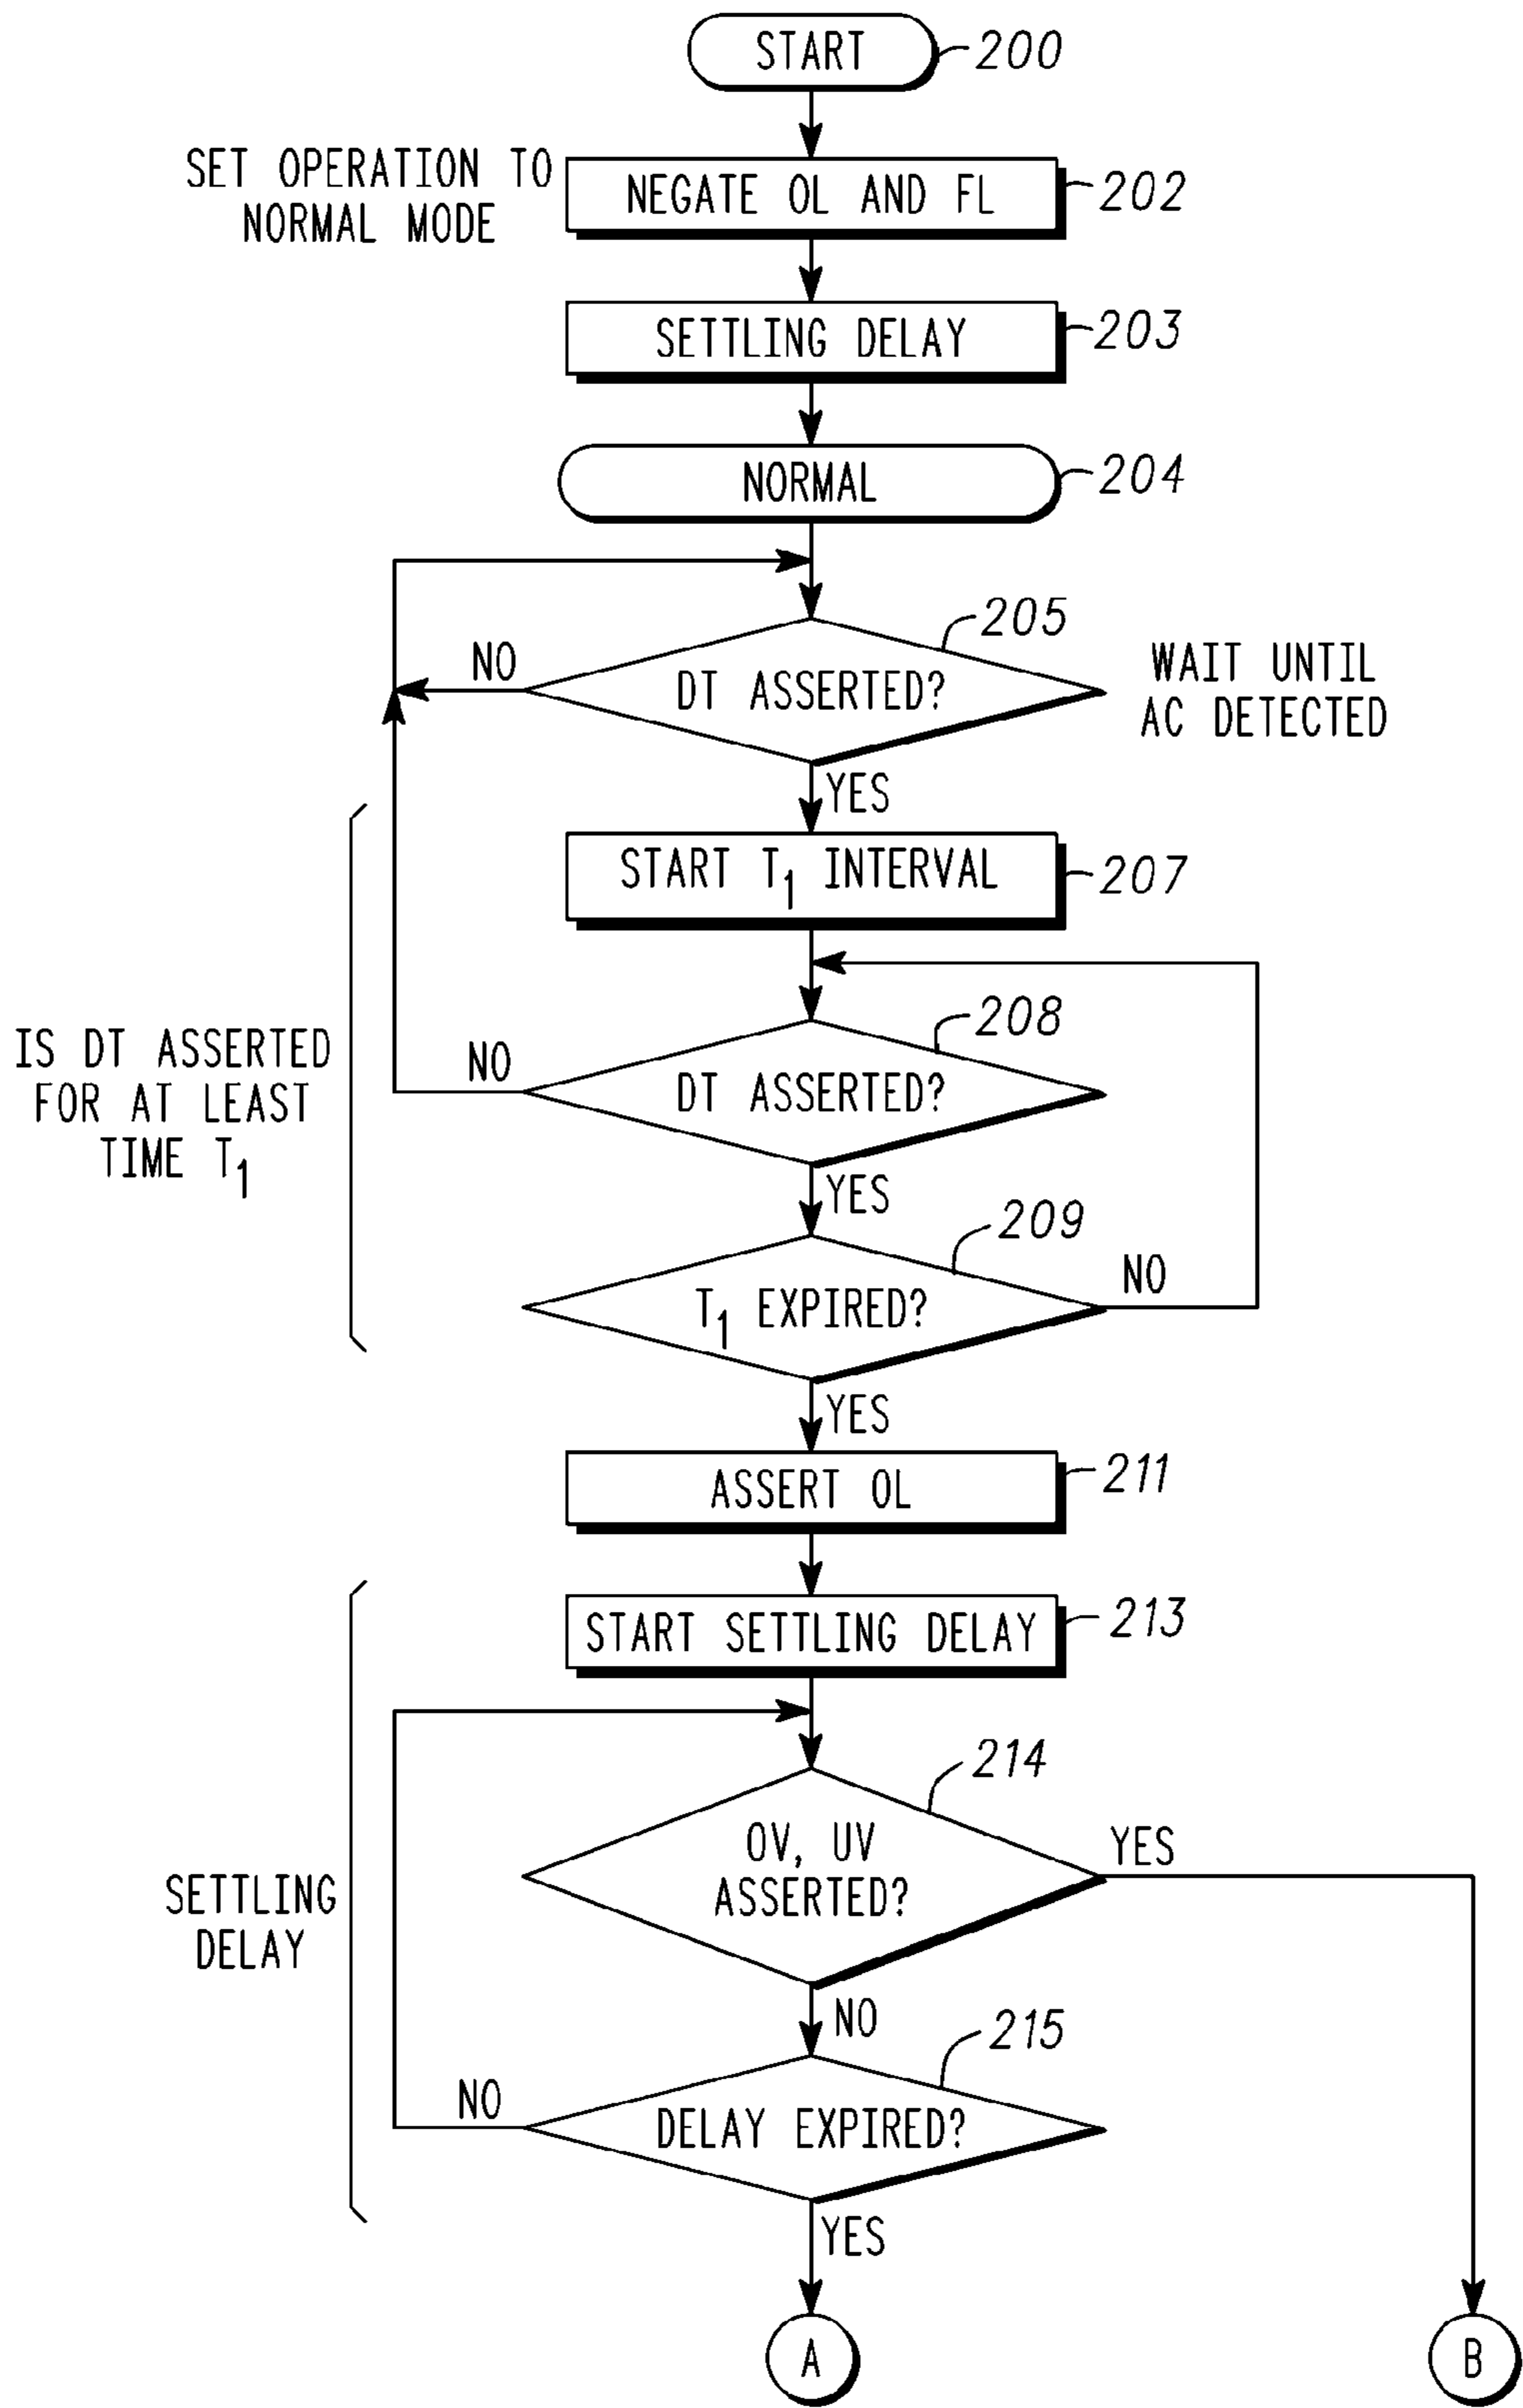 START
200
SET OPERATION TO
NORMAL MODE
NEGATE OL AND FL
202
SETTLING DELAY
203
NORMAL
204
205
NO
DT ASSERTED?
WAIT UNTIL
AC DETECTED
YES
START T1 INTERVAL
207
IS DT ASSERTED
FOR AT LEAST
TIME T1
208
NO
DT ASSERTED?
YES
209
NO
T1 EXPIRED?
YES
ASSERT OL
211
START SETTLING DELAY
213
214
OV, UV
ASSERTED?
YES
SETTLING
DELAY
NO
215
NO
DELAY EXPIRED?
YES
A
B